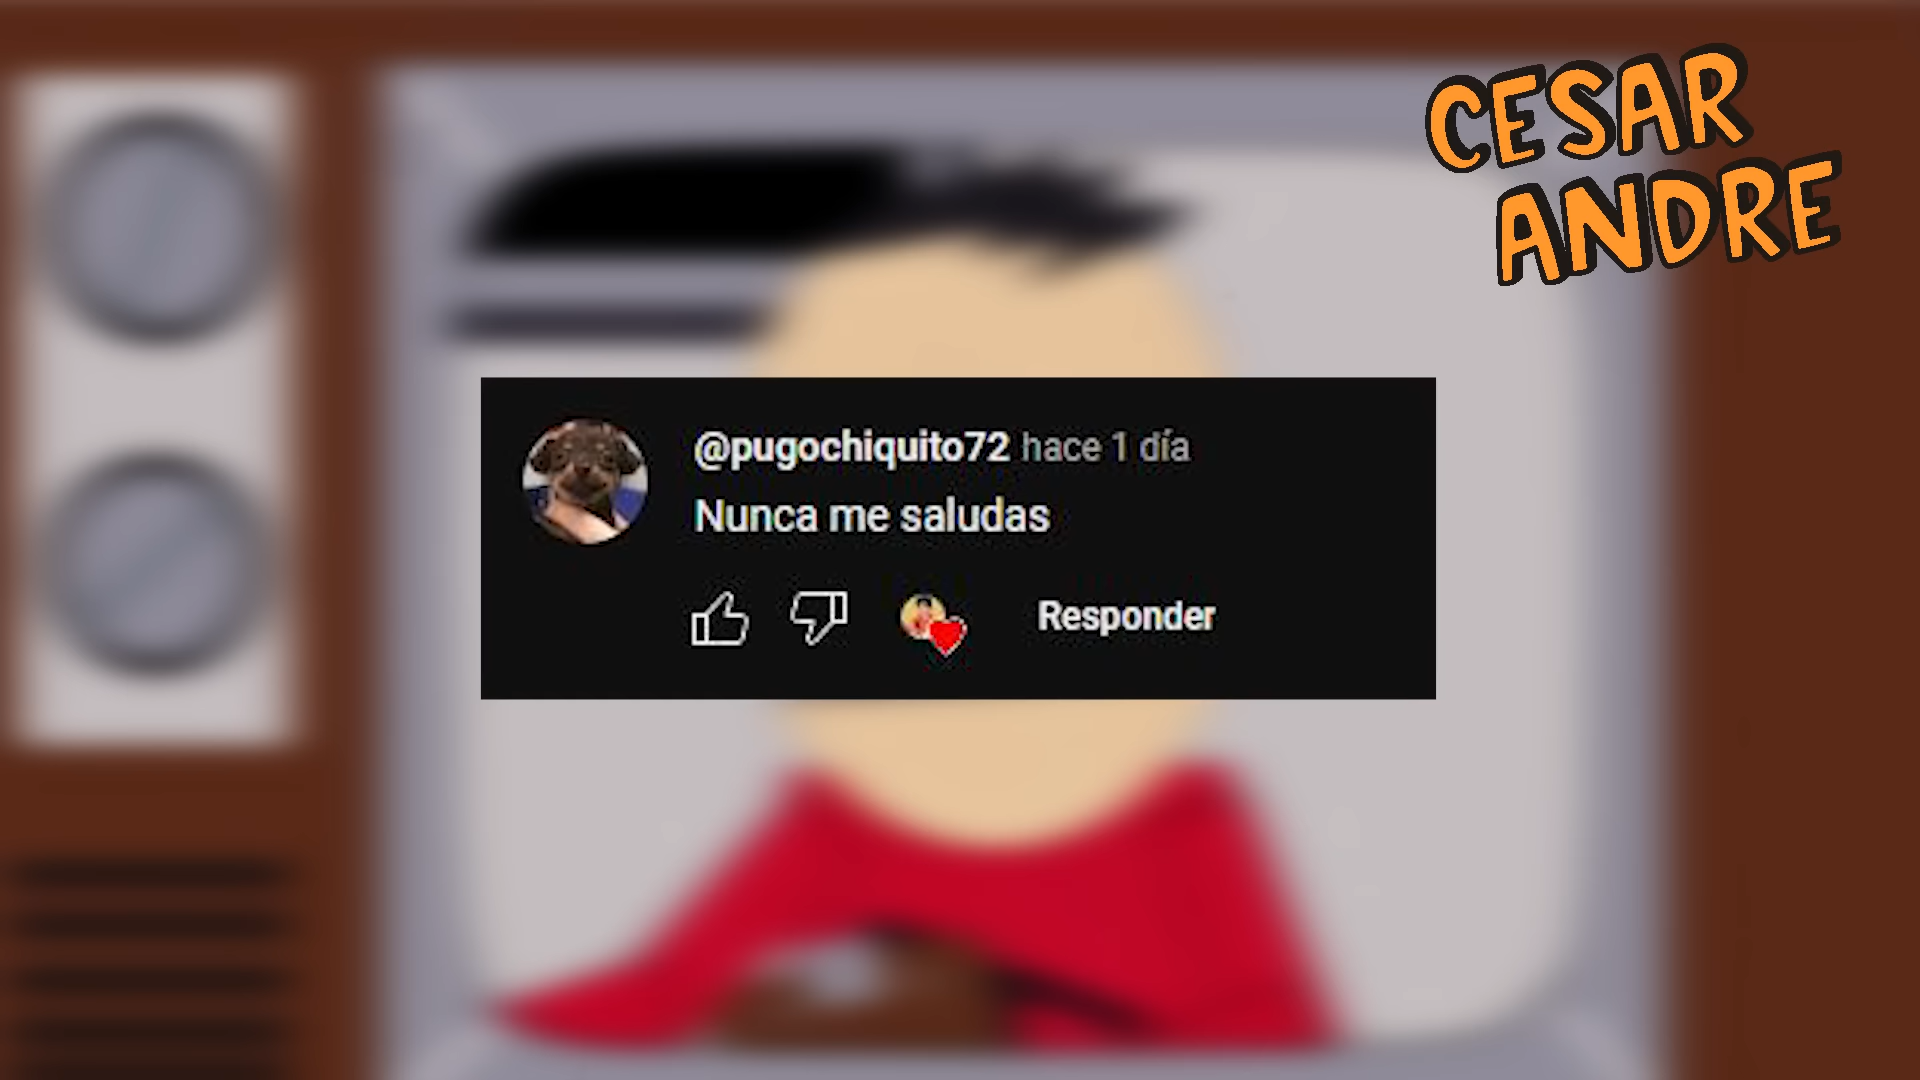 CESAR
ANDRE
@pugochiquito72 hace 1 día
Nunca me saludas
Responder